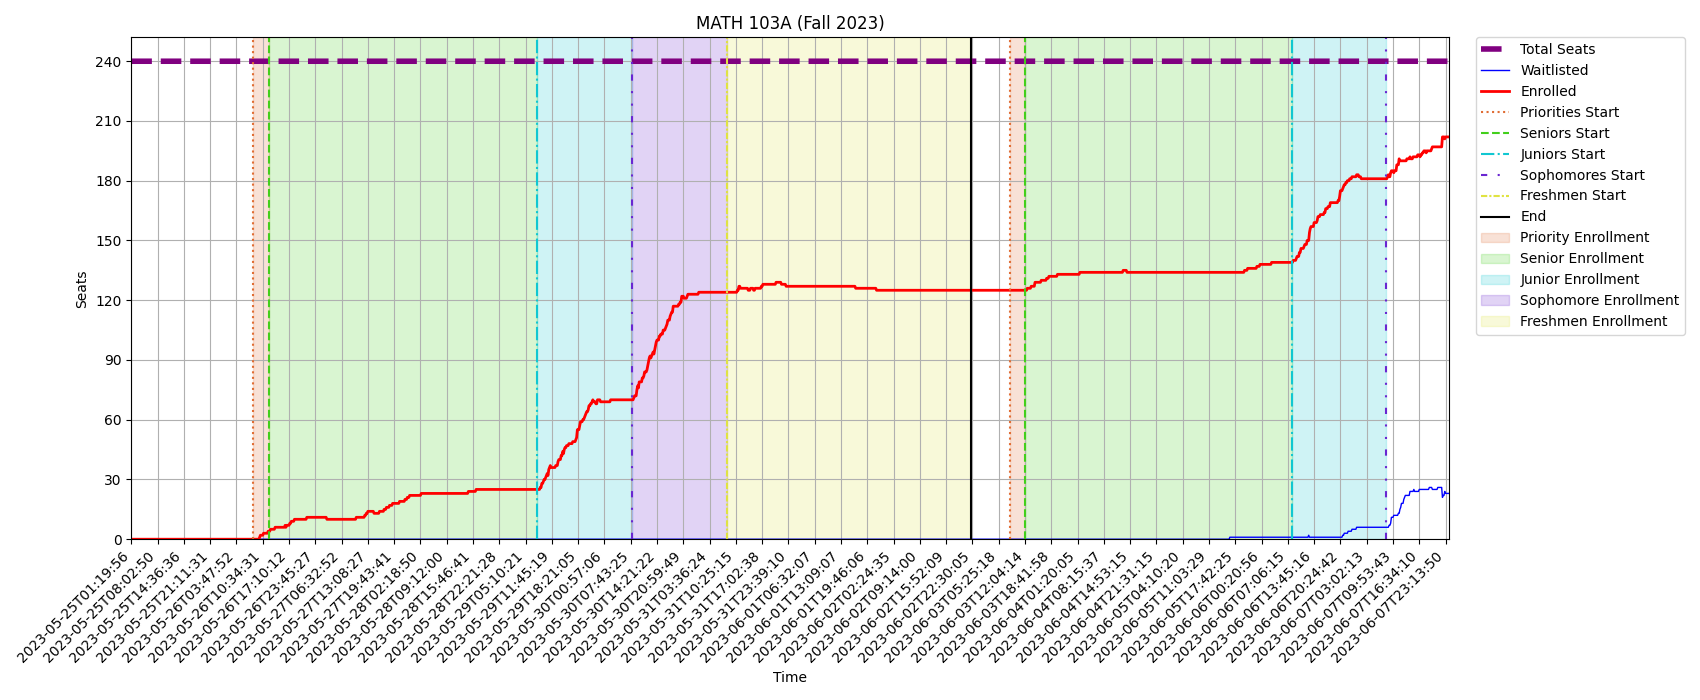 MATH 103A (Fall 2023)
Seats
240
210
180
150
120
90
60
30
0
2023-05-25T01:19:56
2023-05-25T08:02:50
2023-05-25T14:36:36
2023-05-25T21:11:31
2023-05-26T03:47:52
2023-05-26T10:34:31
2023-05-26T17:10:12
2023-05-26T23:45:27
2023-05-27T06:32:52
2023-05-27T13:08:27
2023-05-27T19:43:41
2023-05-28T02:18:50
2023-05-28T09:12:00
2023-05-28T15:46:41
2023-05-28T22:21:28
2023-05-29T05:10:21
2023-05-29T11:45:19
2023-05-29T18:21:05
2023-05-30T00:57:06
2023-05-30T07:43:25
2023-05-30T14:21:22
2023-05-30T20:59:49
2023-05-31T03:36:24
2023-05-31T10:25:15
2023-05-31T17:02:38
2023-05-31T23:39:10
2023-06-01T06:32:07
2023-06-01T13:09:07
2023-06-01T19:46:06
2023-06-02T02:24:35
2023-06-02T09:14:00
2023-06-02T15:52:09
2023-06-02T22:30:05
2023-06-03T05:25:18
2023-06-03T12:04:14
2023-06-03T18:41:58
2023-06-04T01:20:05
2023-06-04T08:15:37
2023-06-04T14:53:15
2023-06-04T21:31:15
2023-06-05T04:10:20
2023-06-05T11:03:29
2023-06-05T17:42:25
2023-06-06T00:20:56
2023-06-06T07:06:15
2023-06-06T13:45:16
2023-06-06T20:24:42
2023-06-07T03:02:13
2023-06-07T09:53:43
2023-06-07T16:34:10
2023-06-07T23:13:50
Time
Total Seats
Waitlisted
Enrolled
Priorities Start
Seniors Start
Juniors Start
Sophomores Start
Freshmen Start
End
Priority Enrollment
Senior Enrollment
Junior Enrollment
Sophomore Enrollment
Freshmen Enrollment